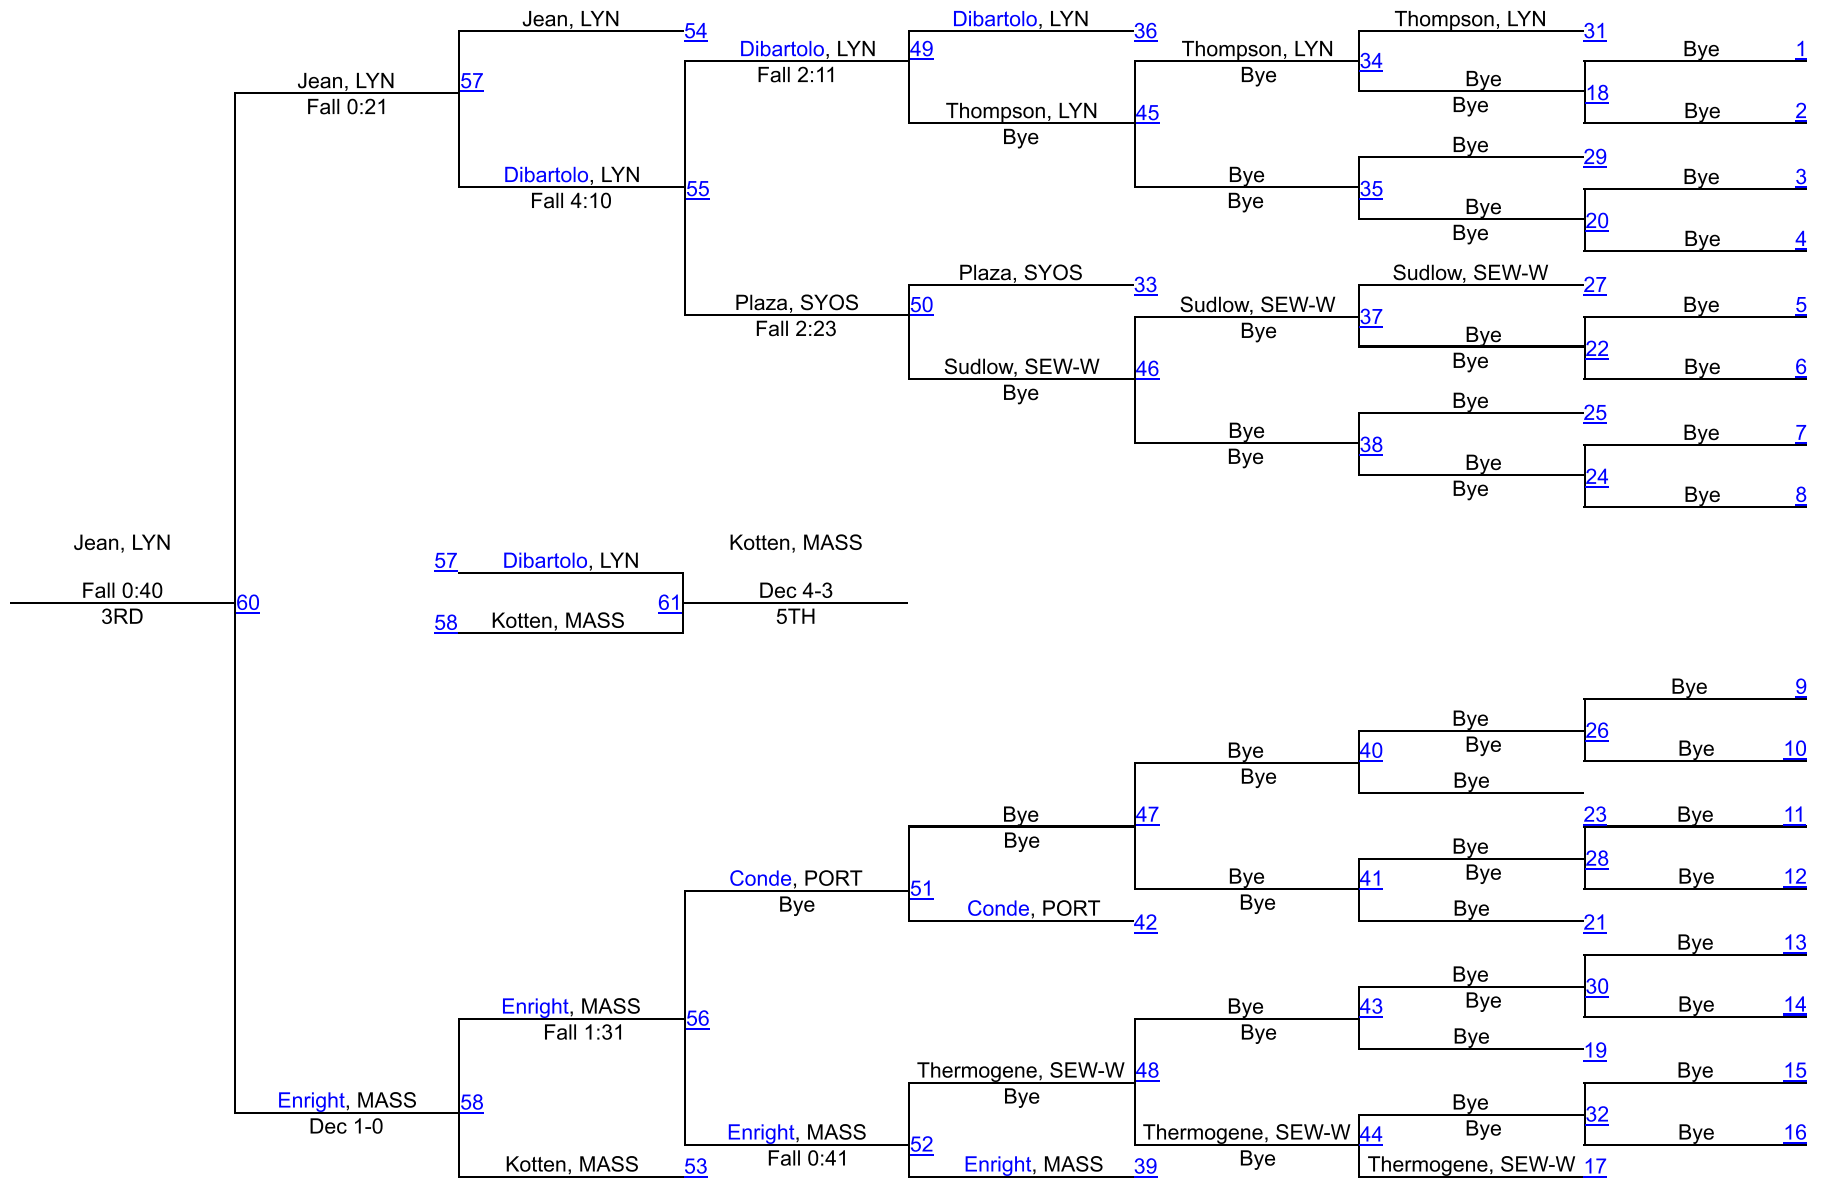 Jean, LYN
54
Dibartolo, LYN
36
Thompson, LYN
31
Dibartolo, LYN
49
Thompson, LYN
Bye
1
Fall 2:11
Bye
34
Jean, LYN
57
Bye
18
Fall 0:21
Bye
Thompson, LYN
45
Bye
2
Bye
Bye
29
Dibartolo, LYN
55
Bye
35
Bye
3
Fall 4:10
Bye
Bye
20
Bye
Bye
4
Plaza, SYOS
33
Sudlow, SEW-W
27
Plaza, SYOS
50
Sudlow, SEW-W
37
Bye
5
Fall 2:23
Bye
Bye
22
Bye
Sudlow, SEW-W
46
Bye
6
Bye
Bye
25
Bye
38
Bye
7
Bye
Bye
24
Bye
Bye
8
Jean, LYN
Kotten, MASS
57
Dibartolo, LYN
Fall 0:40
60
61
Dec 4-3
3RD
58
Kotten, MASS
5TH
Bye
9
Bye
26
Bye
Bye
40
Bye
10
Bye
Bye
Bye
47
23
Bye
11
Bye
Bye
28
Bye
Conde, PORT
51
Bye
41
Bye
12
Bye
Bye
Conde, PORT
42
Bye
21
Bye
13
Bye
30
Bye
Enright, MASS
56
Bye
43
Bye
14
Fall 1:31
Bye
Bye
19
Thermogene, SEW-W
48
Bye
15
Bye
Enright, MASS
58
Bye
32
Dec 1-0
Bye
Enright, MASS
52
Thermogene, SEW-W
44
Bye
16
Fall 0:41
Bye
Kotten, MASS
53
Enright, MASS
39
Thermogene, SEW-W
17